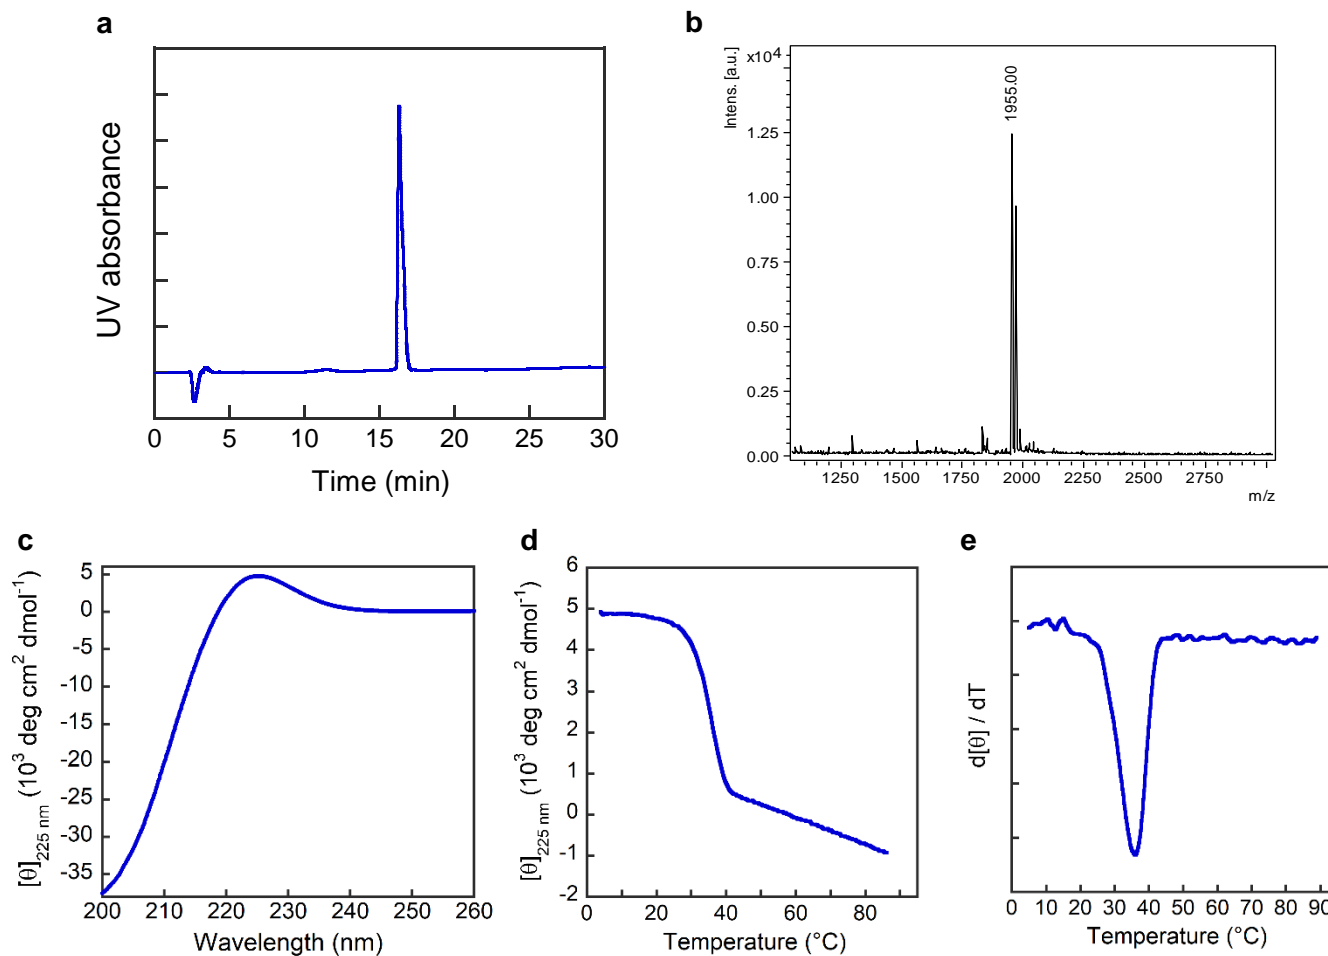 a
UV absorbance
0 5 10 15 20 25 30
Time (min)
b
Intens. [a.u.]
x10⁴
1.25
1.00
0.75
0.50
0.25
0.00
1955.00
1250 1500 1750 2000 2250 2500 2750
m/z
c
[θ]₂₂₅ ₙₘ (10³ deg cm² dmol⁻¹)
5
0
-5
-10
-15
-20
-25
-30
-35
200 210 220 230 240 250 260
Wavelength (nm)
d
[θ]₂₂₅ ₙₘ (10³ deg cm² dmol⁻¹)
6
5
4
3
2
1
0
-1
-2
0 20 40 60 80
Temperature (°C)
e
d[θ] / dT
0 10 20 30 40 50 60 70 80 90
Temperature (°C)